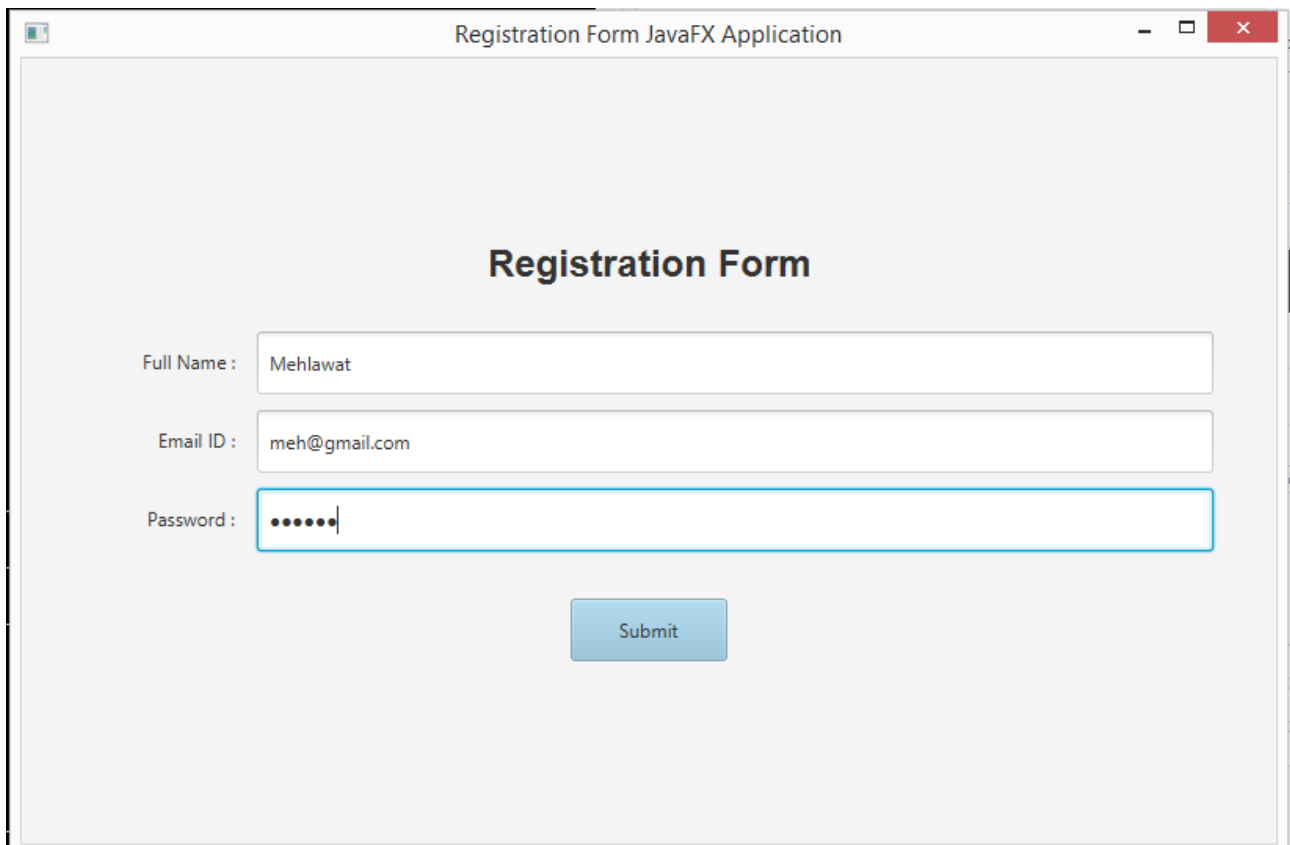 Registration Form JavaFX Application
Registration Form
Full Name : Mehlawat
Email ID : meh@gmail.com
Password : ••••••
Submit